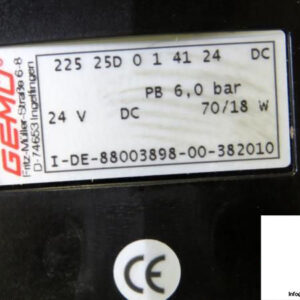 GEMÜ®
Fritz-Müller-Straße 6-8
D-74653 Ingelfingen
225 25D 0 1 41 24 DC
PB 6,0 bar
24 V DC 70/18 W
I-DE-88003898-00-382010
CE